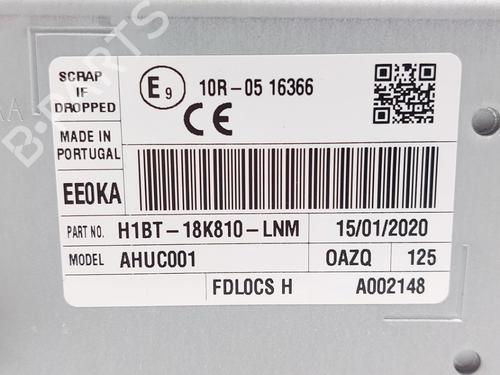 SCRAP
IF
DROPPED
E9
10R-05 16366
CE
MADE IN
PORTUGAL
EE0KA
PART NO. H1BT-18K810-LNM 15/01/2020
MODEL AHUC001 OAZQ 125
FDL0CS H A002148
B-PARTS